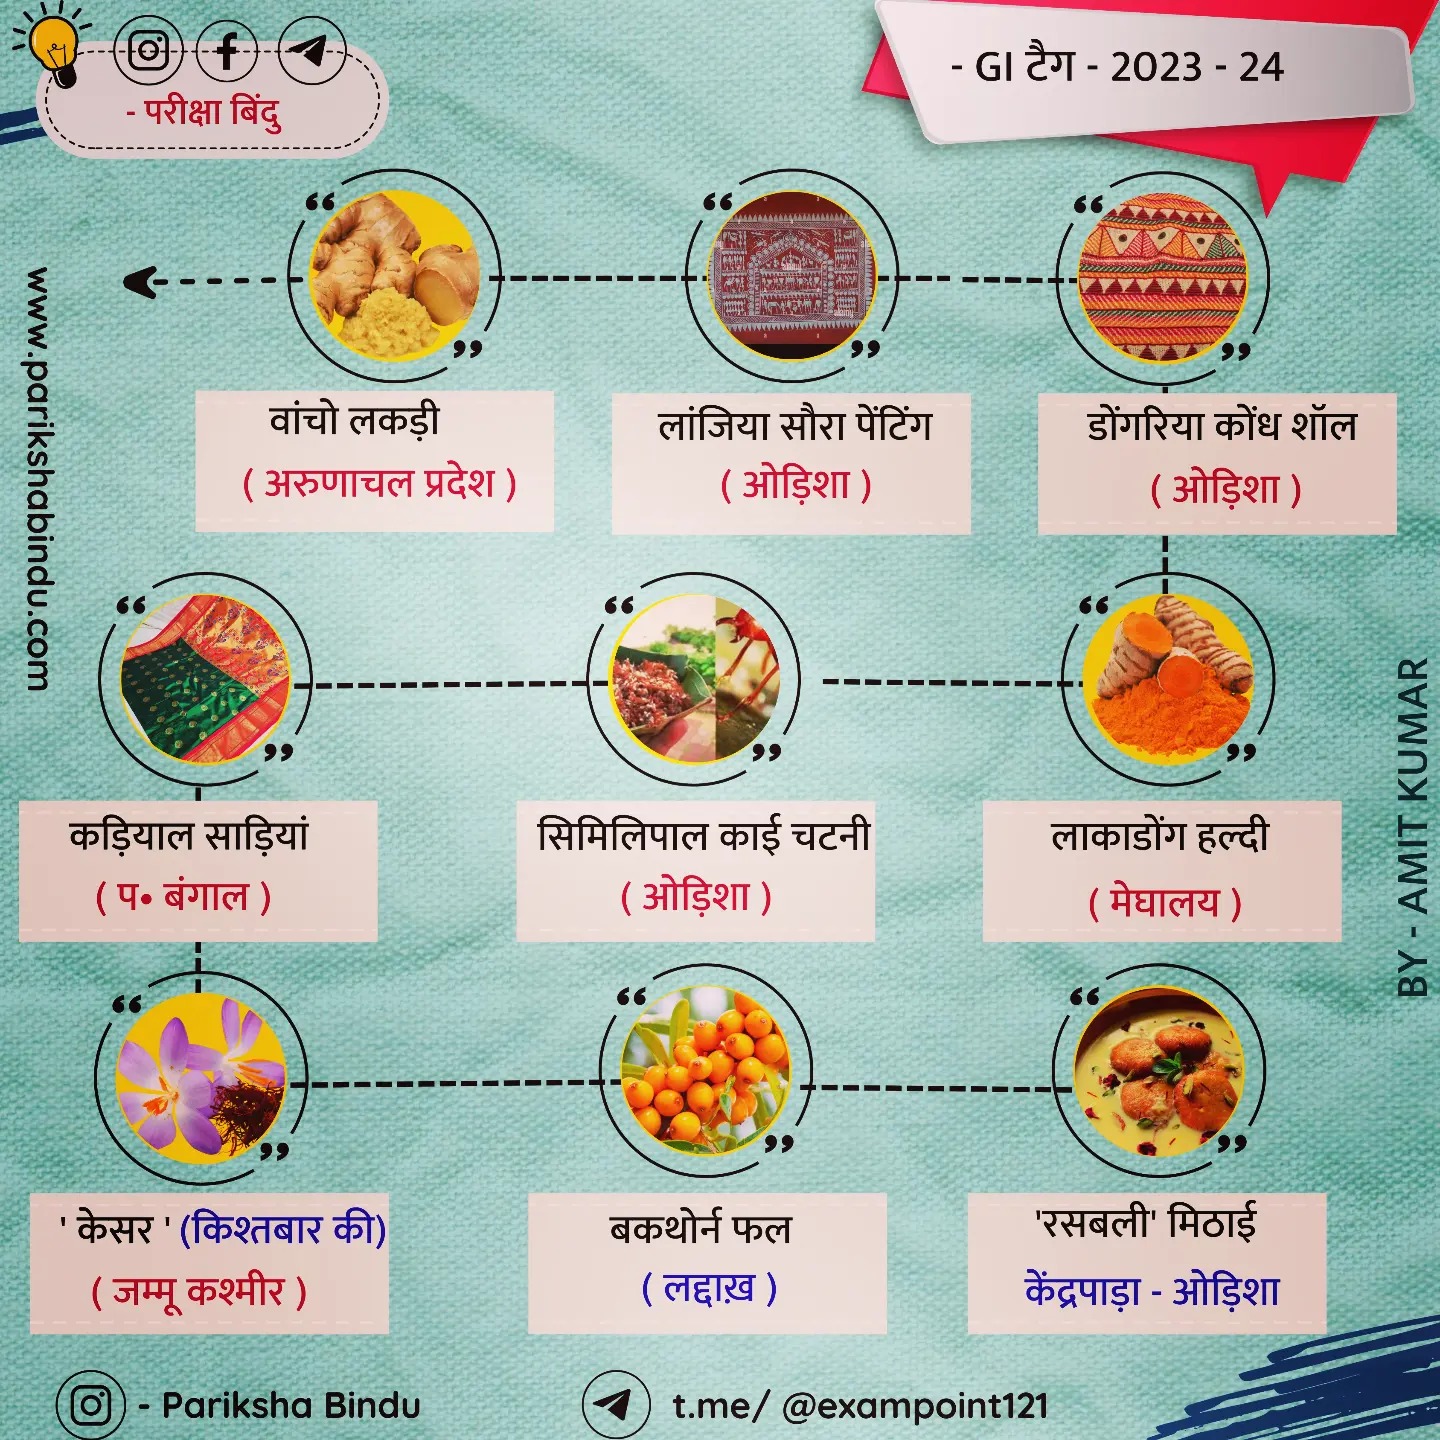 - परीक्षा बिंदु
- GI टैग - 2023 - 24
www.parikshabindu.com
वांचो लकड़ी
( अरुणाचल प्रदेश )
लांजिया सौरा पेंटिंग
( ओड़िशा )
डोंगरिया कोंध शॉल
( ओड़िशा )
कड़ियाल साड़ियां
( प• बंगाल )
सिमिलिपाल काई चटनी
( ओड़िशा )
लाकाडोंग हल्दी
( मेघालय )
BY - AMIT KUMAR
' केसर ' (किश्तबार की)
( जम्मू कश्मीर )
बकथोर्न फल
( लद्दाख़ )
'रसबली' मिठाई
केंद्रपाड़ा - ओड़िशा
- Pariksha Bindu
t.me/ @exampoint121